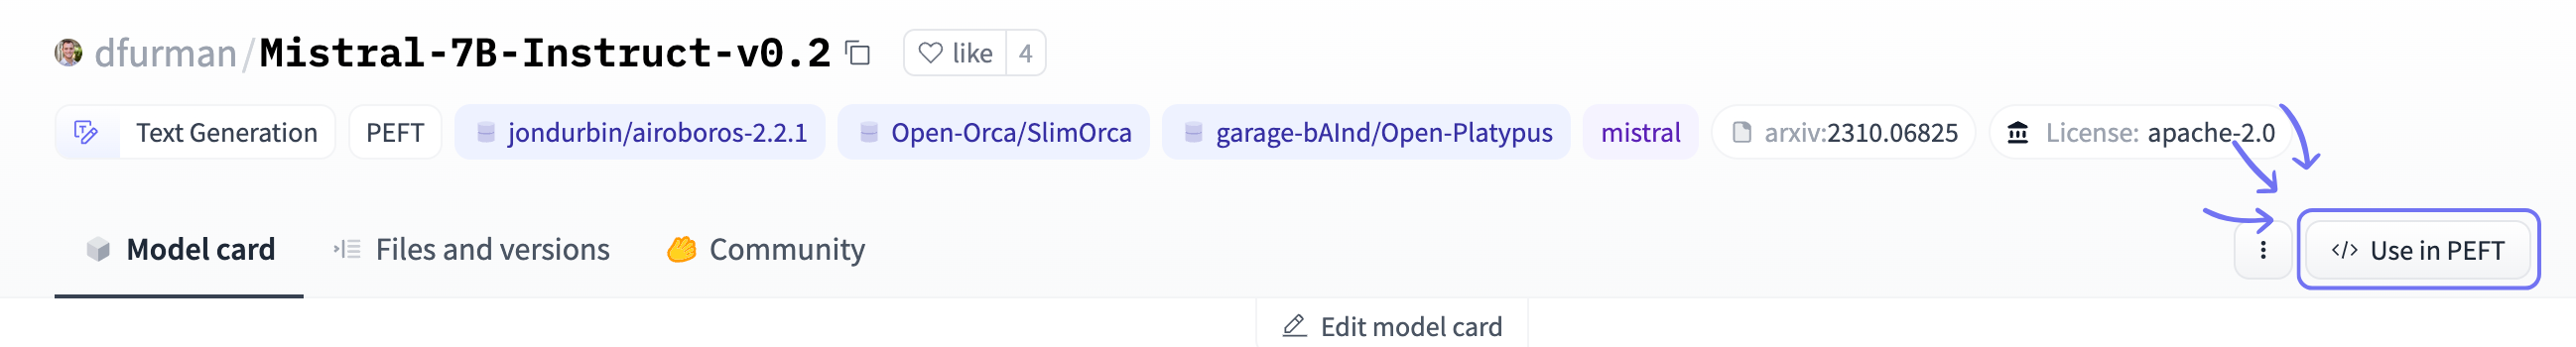 dfurman/Mistral-7B-Instruct-v0.2 like 4
Text Generation PEFT jondurbin/airoboros-2.2.1 Open-Orca/SlimOrca garage-bAInd/Open-Platypus mistral arxiv:2310.06825 License: apache-2.0
Model card Files and versions Community </> Use in PEFT
Edit model card